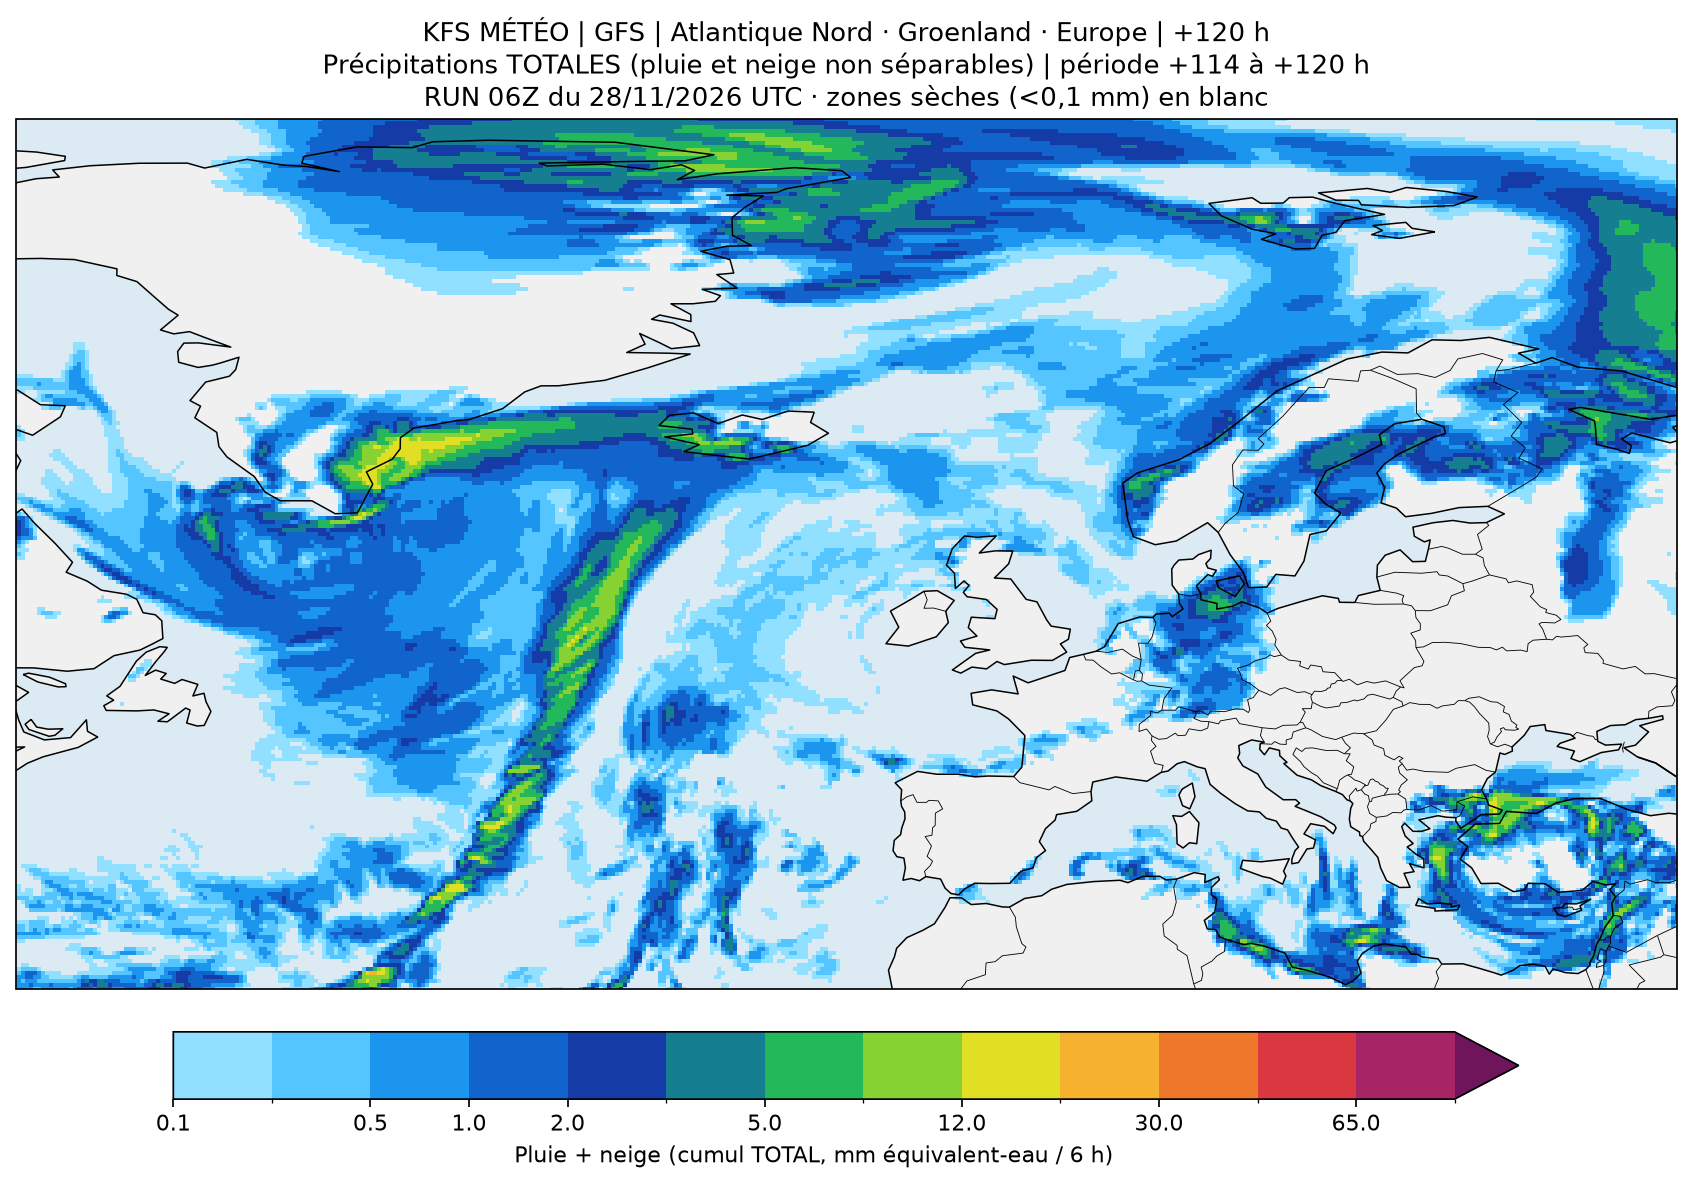 KFS MÉTÉO | GFS | Atlantique Nord · Groenland · Europe | +120 h
Précipitations TOTALES (pluie et neige non séparables) | période +114 à +120 h
RUN 06Z du 28/11/2026 UTC · zones sèches (<0,1 mm) en blanc
0.1 0.5 1.0 2.0 5.0 12.0 30.0 65.0
Pluie + neige (cumul TOTAL, mm équivalent-eau / 6 h)